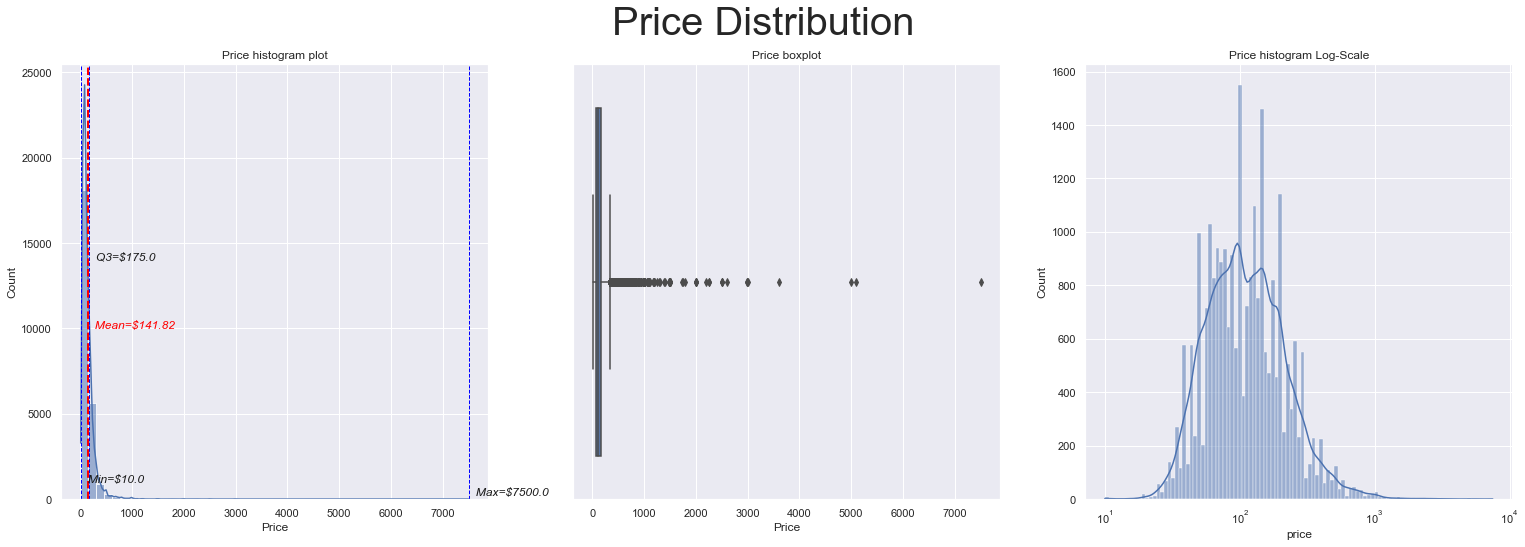 Price Distribution
Price histogram plot
25000
20000
15000
10000
5000
0
Count
Q3=$175.0
Mean=$141.82
Min=$10.0
Max=$7500.0
0 1000 2000 3000 4000 5000 6000 7000
Price
Price boxplot
0 1000 2000 3000 4000 5000 6000 7000
Price
Price histogram Log-Scale
1600
1400
1200
1000
800
600
400
200
0
Count
10¹ 10² 10³ 10⁴
price